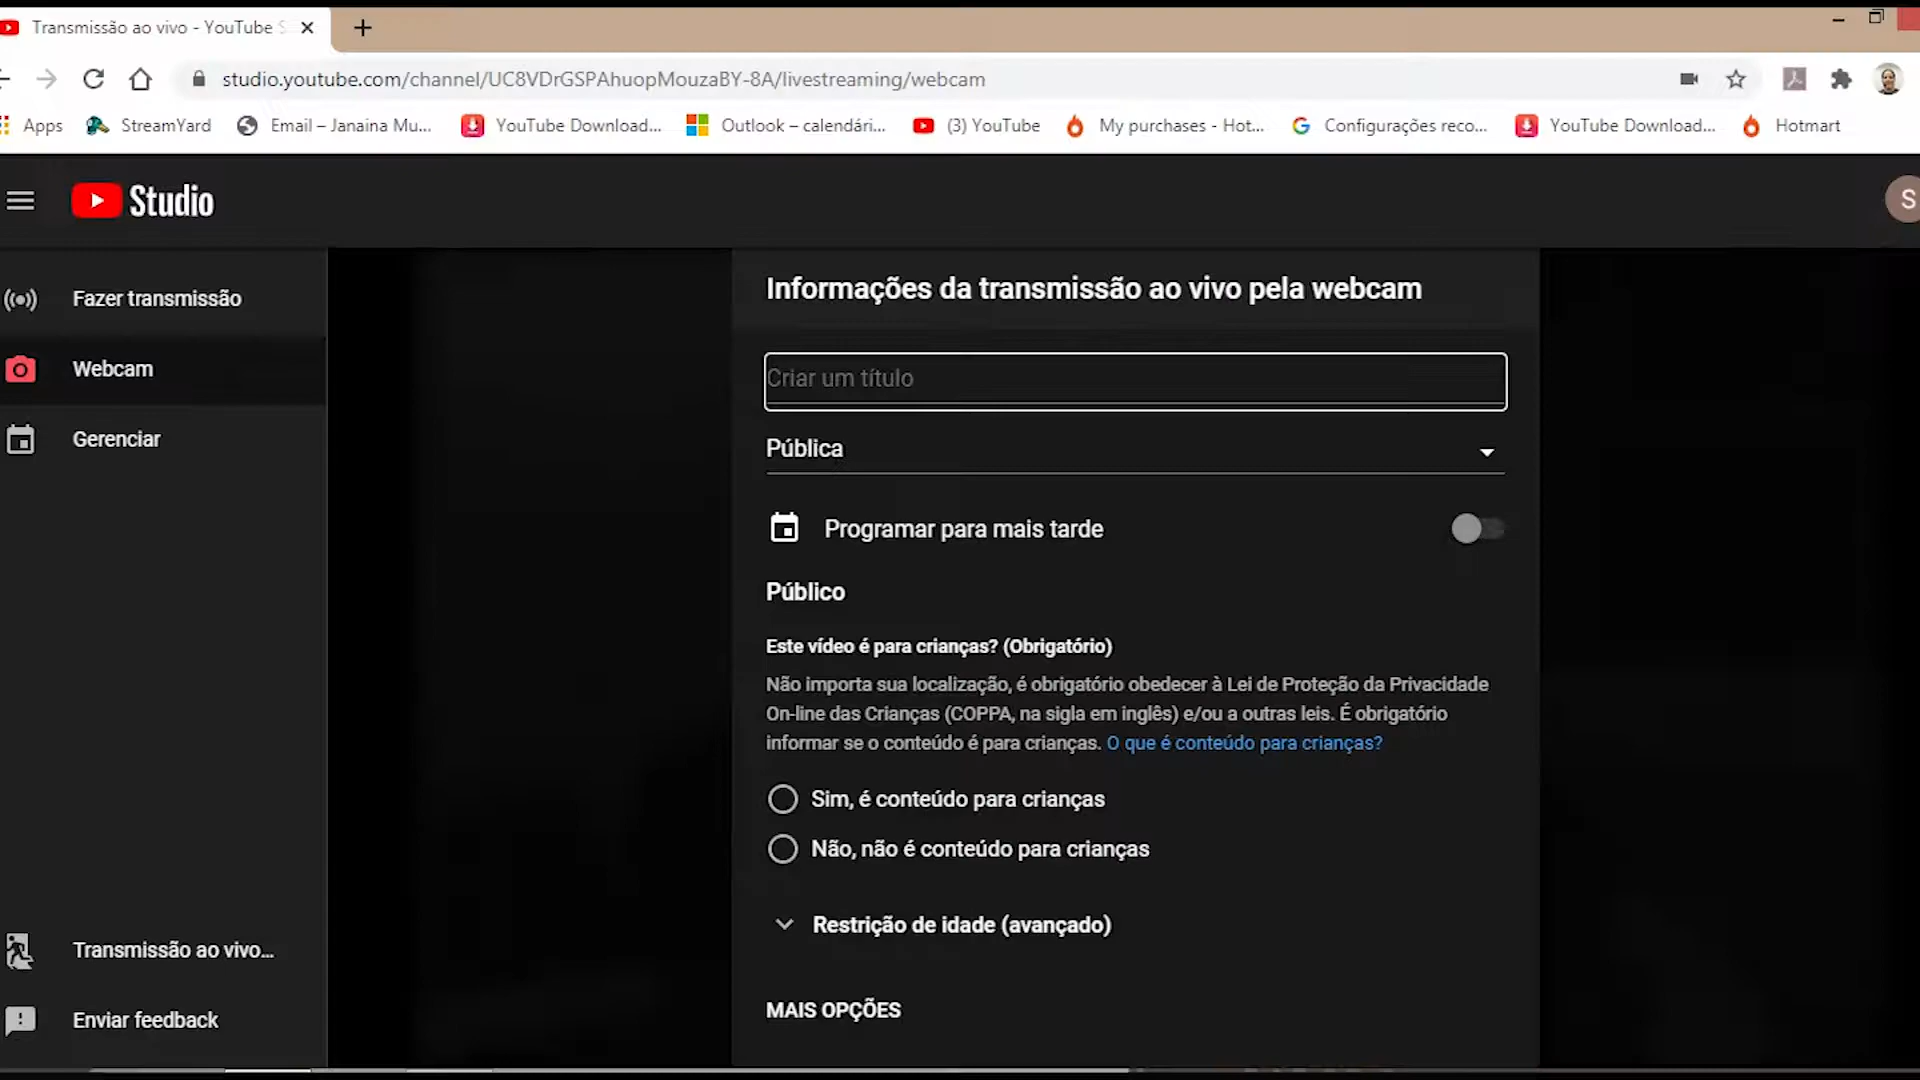 Transmissão ao vivo - YouTube S
studio.youtube.com/channel/UC8VDrGSPAhuopMouzaBY-8A/livestreaming/webcam
Apps StreamYard Email – Janaina Mu... YouTube Download... Outlook – calendári... (3) YouTube My purchases - Hot... Configurações reco... YouTube Download... Hotmart
Studio
S
Fazer transmissão
Webcam
Gerenciar
Transmissão ao vivo...
Enviar feedback
Informações da transmissão ao vivo pela webcam
Criar um título
Pública
Programar para mais tarde
Público
Este vídeo é para crianças? (Obrigatório)
Não importa sua localização, é obrigatório obedecer à Lei de Proteção da Privacidade
On-line das Crianças (COPPA, na sigla em inglês) e/ou a outras leis. É obrigatório
informar se o conteúdo é para crianças. O que é conteúdo para crianças?
Sim, é conteúdo para crianças
Não, não é conteúdo para crianças
Restrição de idade (avançado)
MAIS OPÇÕES